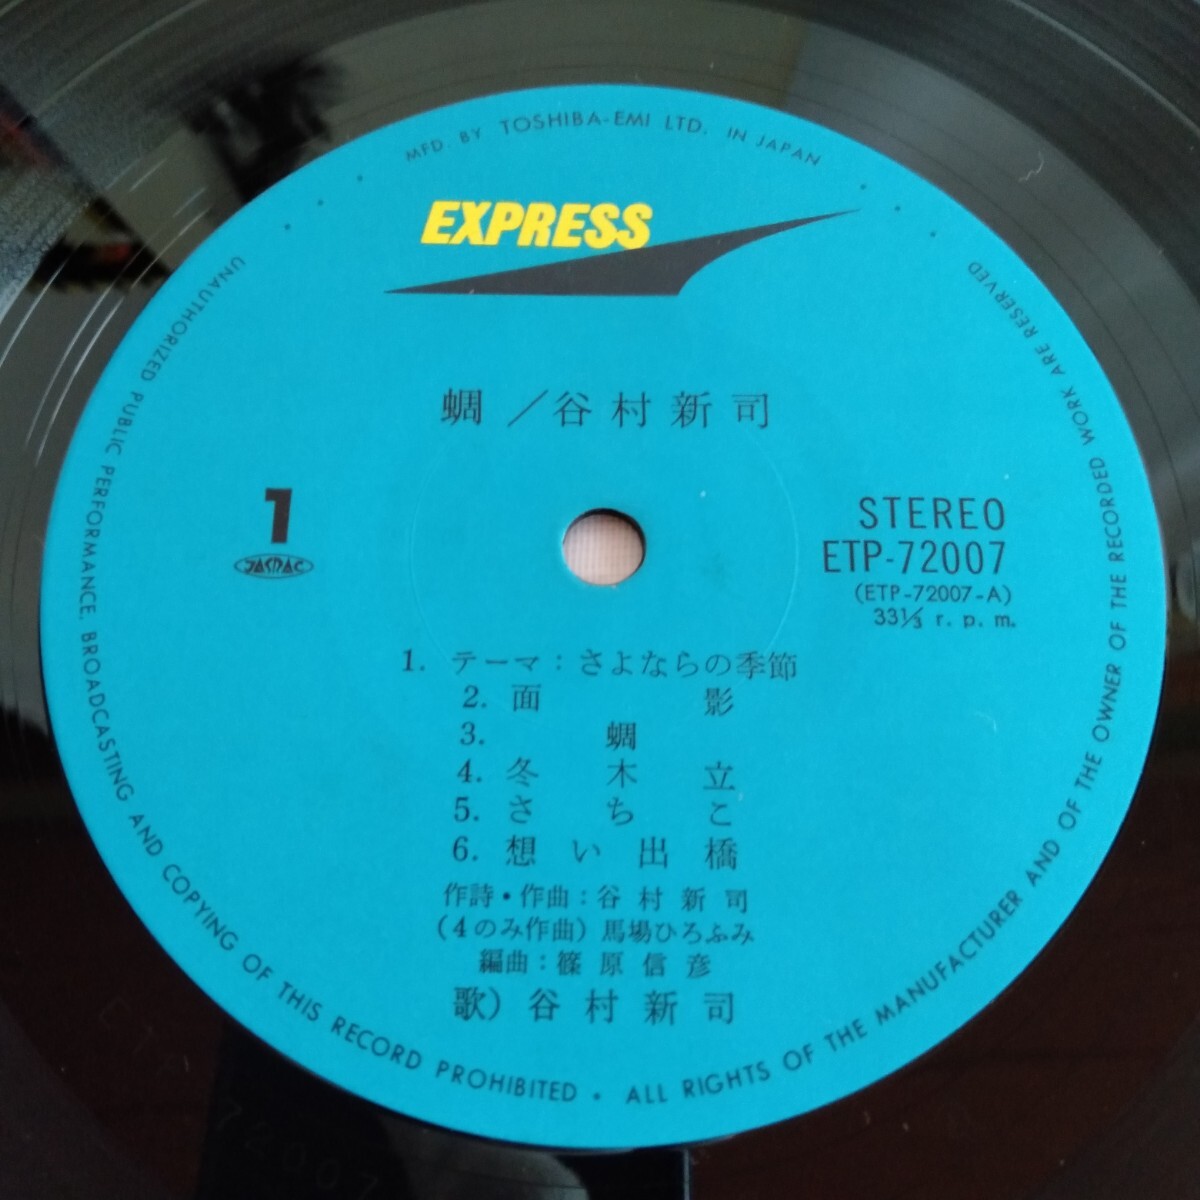 MFD. BY TOSHIBA-EMI LTD. IN JAPAN
EXPRESS
蜩／谷村新司
1
JASRAC
STEREO
ETP-72007
(ETP-72007-A)
33⅓ r. p. m.
1. テーマ：さよならの季節
2. 面影
3. 蜩
4. 冬木立
5. さちこ
6. 想い出橋
作詩・作曲：谷村新司
(4のみ作曲) 馬場ひろふみ
編曲：篠原信彦
歌）谷村新司
UNAUTHORIZED PUBLIC PERFORMANCE, BROADCASTING AND COPYING OF THIS RECORD PROHIBITED • ALL RIGHTS OF THE MANUFACTURER AND OF THE OWNER OF THE RECORDED WORK ARE RESERVED